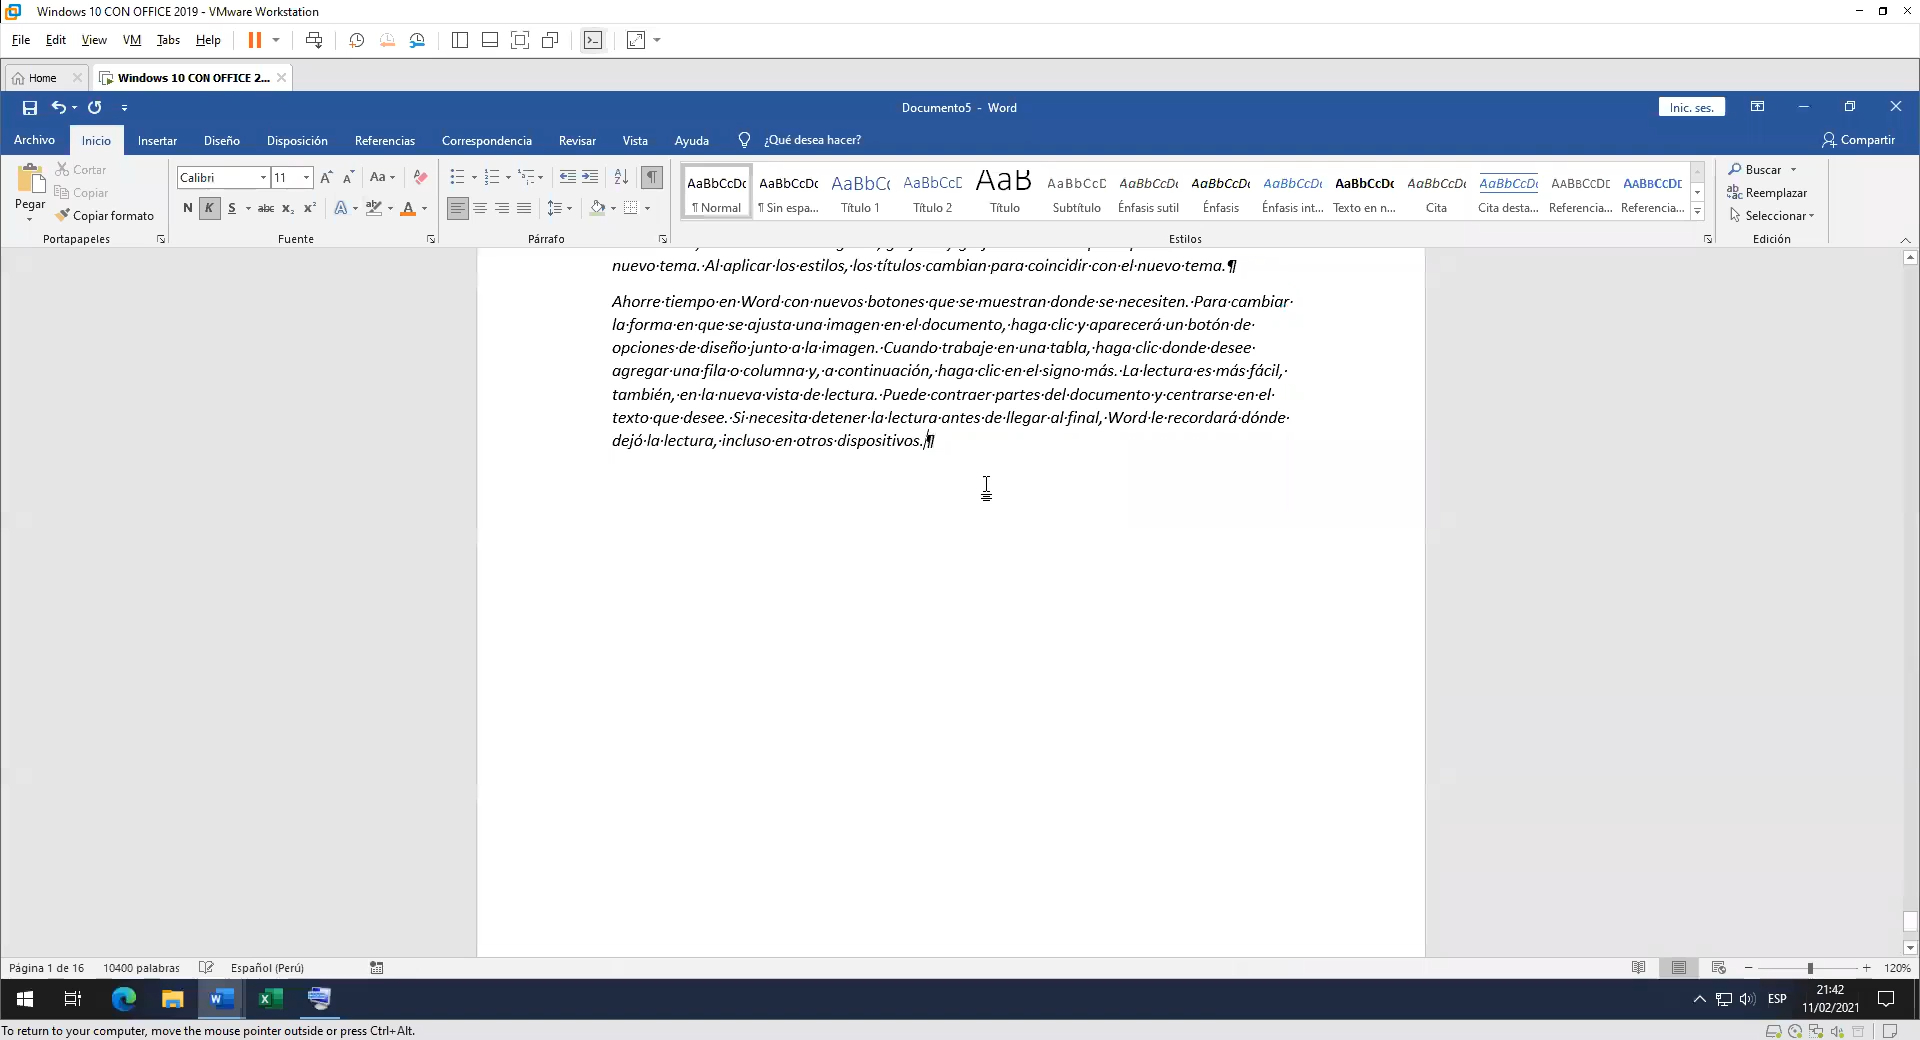 Windows 10 CON OFFICE 2019 - VMware Workstation
File Edit View VM Tabs Help
Home Windows 10 CON OFFICE 2...
Documento5 - Word Inic. ses.
Archivo Inicio Insertar Diseño Disposición Referencias Correspondencia Revisar Vista Ayuda ¿Qué desea hacer? Compartir
Pegar Cortar Copiar Copiar formato
Calibri 11 Aa
N K S abc x₂ x² A A
AaBbCcDc AaBbCcDc AaBbCc AaBbCcD AaB AaBbCcD AaBbCcDc AaBbCcDc AaBbCcDc AaBbCcDc AaBbCcDc AaBbCcDc AABBCCDD AABBCCDD
¶ Normal ¶ Sin espa... Título 1 Título 2 Título Subtítulo Énfasis sutil Énfasis Énfasis int... Texto en n... Cita Cita desta... Referencia... Referencia...
Buscar
Reemplazar
Seleccionar
Portapapeles Fuente Párrafo Estilos Edición
nuevo·tema.·Al·aplicar·los·estilos,·los·títulos·cambian·para·coincidir·con·el·nuevo·tema.¶
Ahorre·tiempo·en·Word·con·nuevos·botones·que·se·muestran·donde·se·necesiten.·Para·cambiar·
la·forma·en·que·se·ajusta·una·imagen·en·el·documento,·haga·clic·y·aparecerá·un·botón·de·
opciones·de·diseño·junto·a·la·imagen.·Cuando·trabaje·en·una·tabla,·haga·clic·donde·desee·
agregar·una·fila·o·columna·y,·a·continuación,·haga·clic·en·el·signo·más.·La·lectura·es·más·fácil,·
también,·en·la·nueva·vista·de·lectura.·Puede·contraer·partes·del·documento·y·centrarse·en·el·
texto·que·desee.·Si·necesita·detener·la·lectura·antes·de·llegar·al·final,·Word·le·recordará·dónde·
dejó·la·lectura,·incluso·en·otros·dispositivos.¶
Página 1 de 16 10400 palabras Español (Perú) 120%
ESP 21:42
11/02/2021
To return to your computer, move the mouse pointer outside or press Ctrl+Alt.